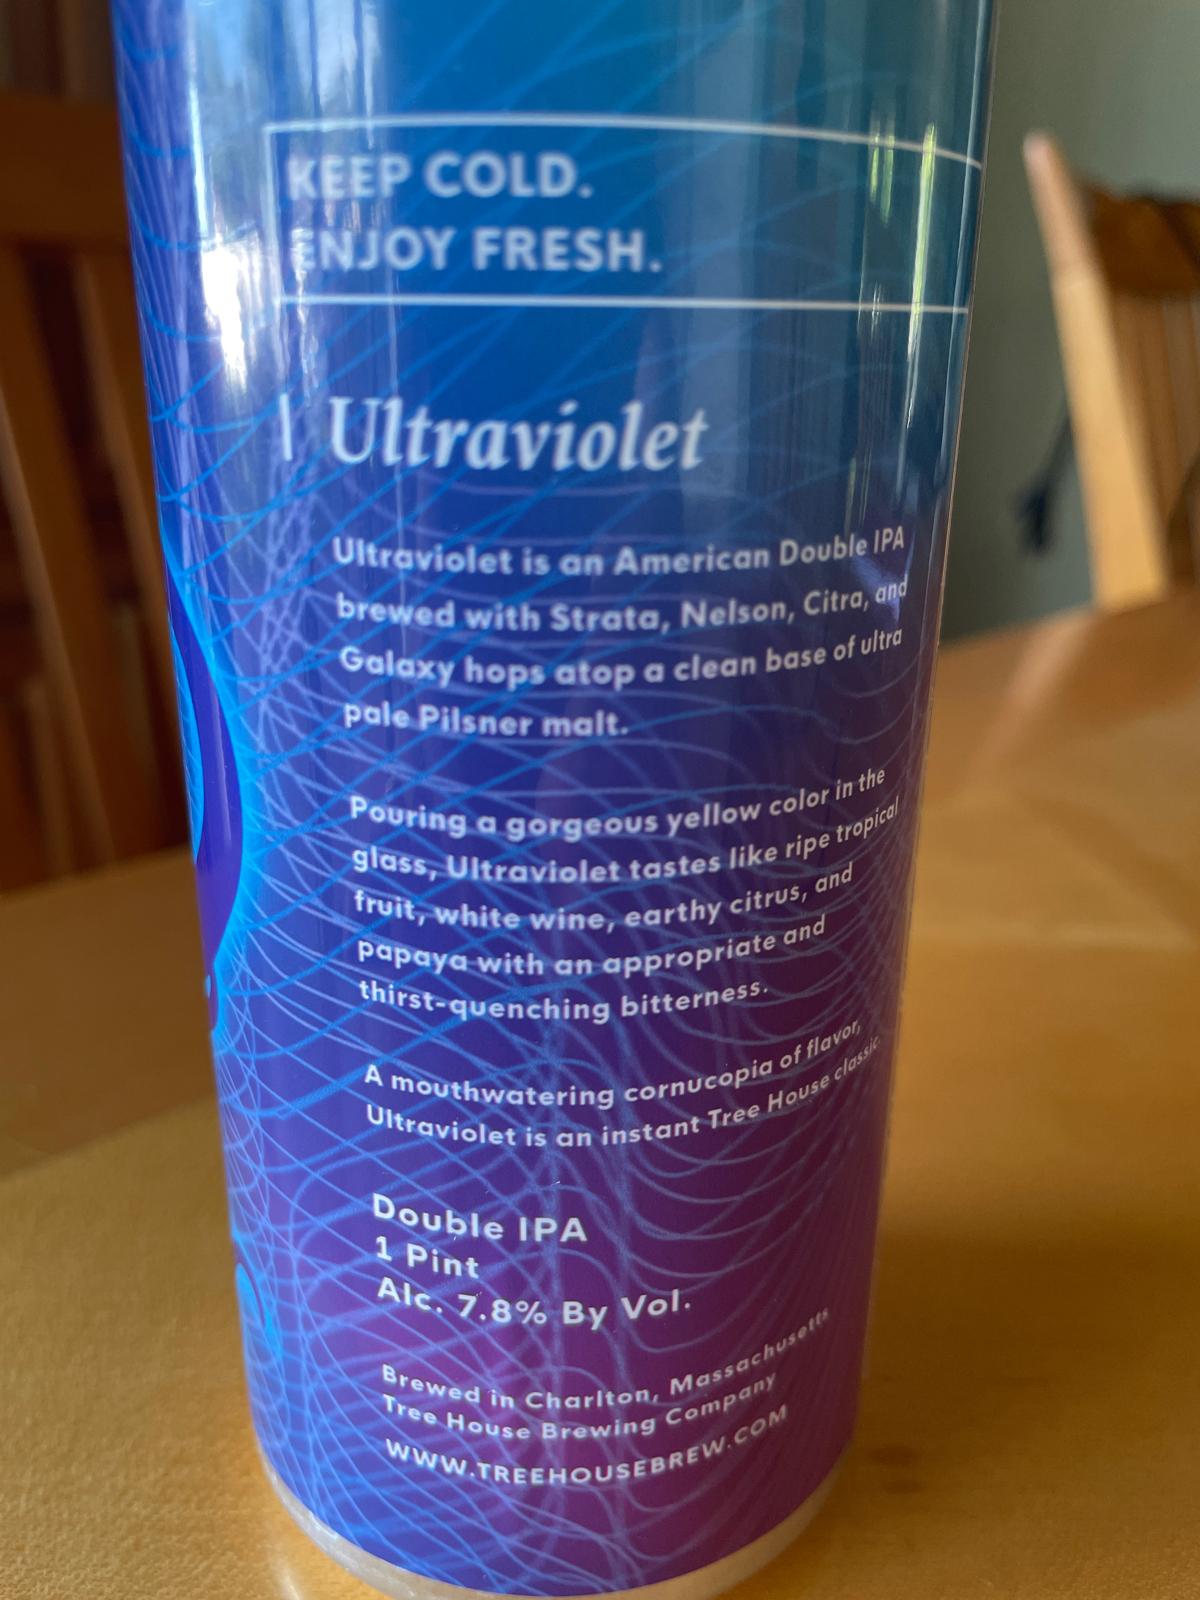 KEEP COLD.
ENJOY FRESH.
Ultraviolet
Ultraviolet is an American Double IPA
brewed with Strata, Nelson, Citra, and
Galaxy hops atop a clean base of ultra
pale Pilsner malt.
Pouring a gorgeous yellow color in the
glass, Ultraviolet tastes like ripe tropical
fruit, white wine, earthy citrus, and
papaya with an appropriate and
thirst-quenching bitterness.
A mouthwatering cornucopia of flavor,
Ultraviolet is an instant Tree House classic.
Double IPA
1 Pint
Alc. 7.8% By Vol.
Brewed in Charlton, Massachusetts
Tree House Brewing Company
WWW.TREEHOUSEBREW.COM